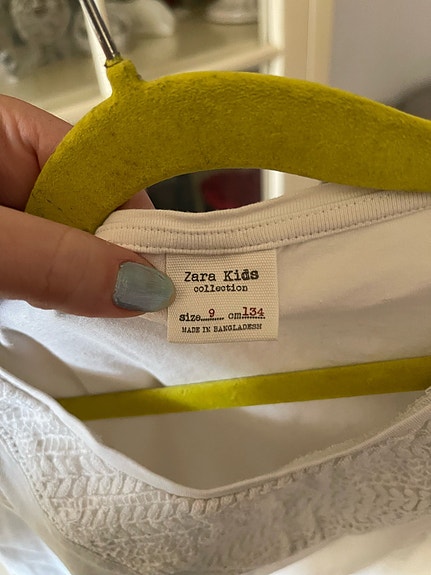 Zara Kids
collection
size 9 cm 134
MADE IN BANGLADESH